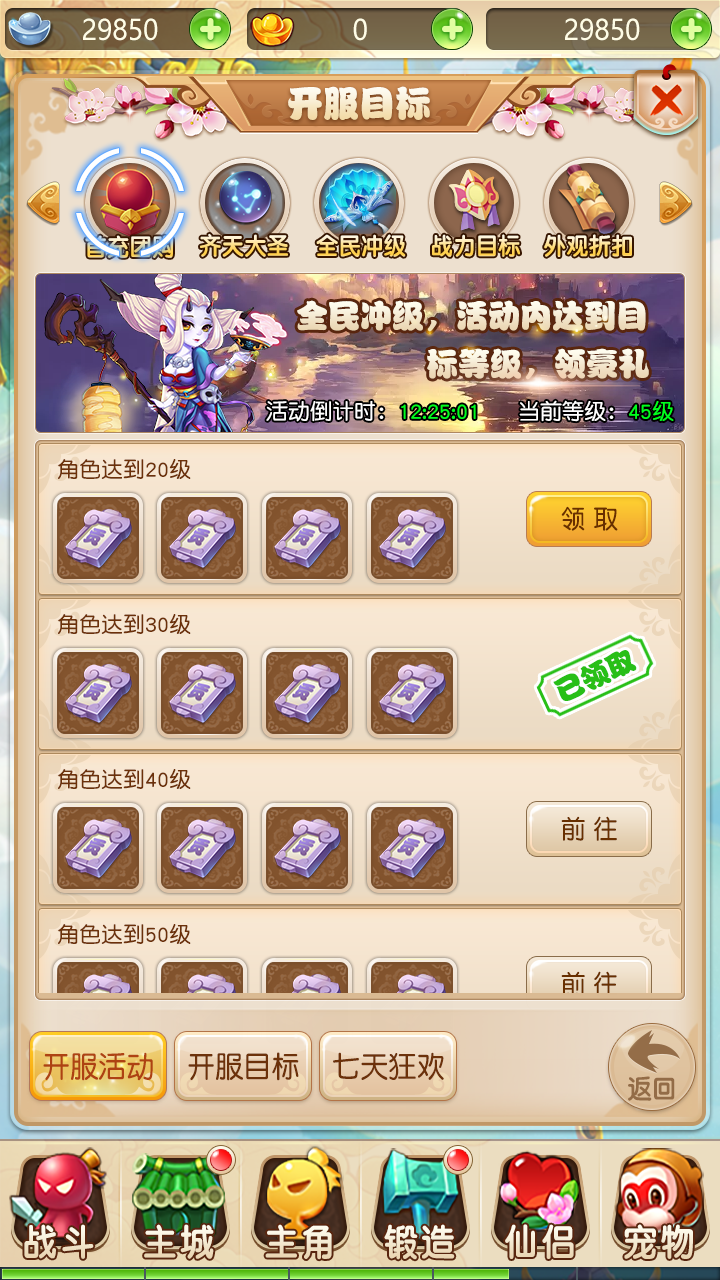 29850 0 29850
开服目标
首充团购 齐天大圣 全民冲级 战力目标 外观折扣
全民冲级，活动内达到目
标等级，领豪礼
活动倒计时：12:25:01 当前等级：45级
角色达到20级
领取
角色达到30级
已领取
角色达到40级
前往
角色达到50级
前往
开服活动 开服目标 七天狂欢 返回
战斗 主城 主角 锻造 仙侣 宠物